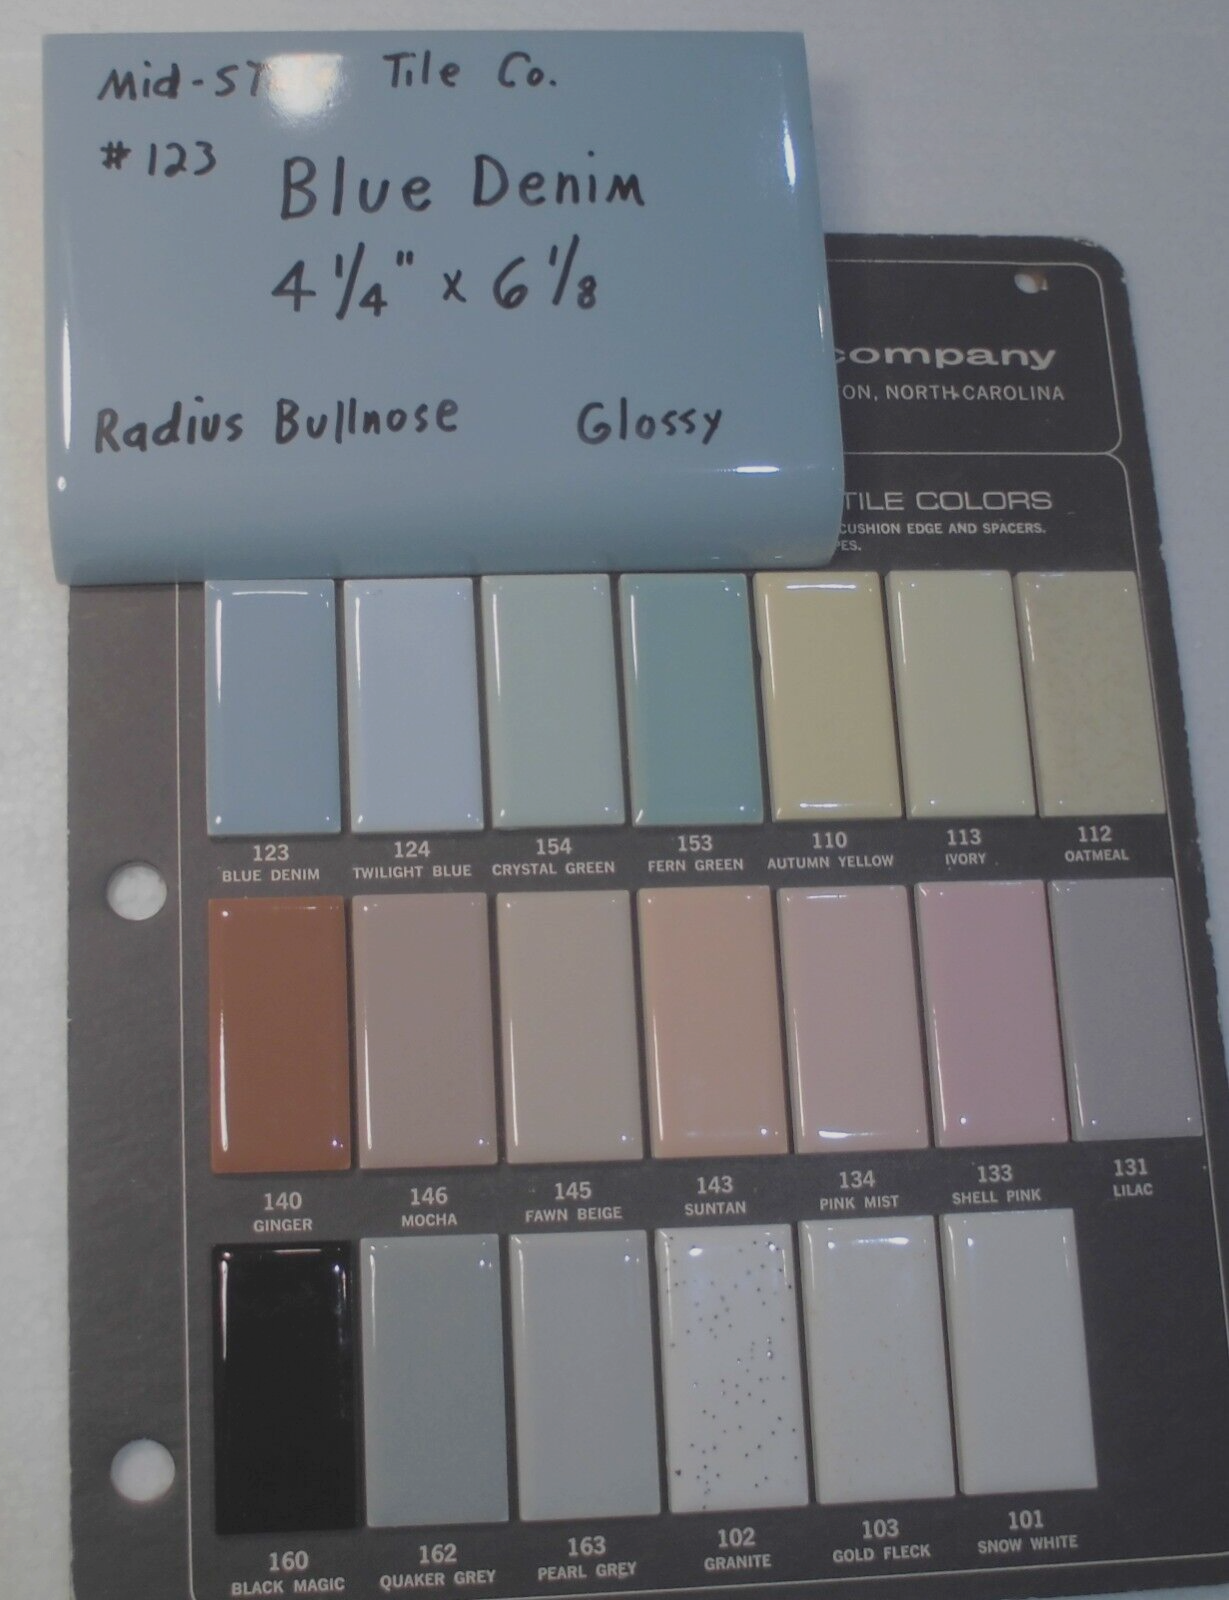 Mid-ST Tile Co.
#123 Blue Denim
4 1/4" x 6 1/8
Radius Bullnose Glossy
company
ON, NORTH CAROLINA
TILE COLORS
CUSHION EDGE AND SPACERS.
123 124 154 153 110 113 112
BLUE DENIM TWILIGHT BLUE CRYSTAL GREEN FERN GREEN AUTUMN YELLOW IVORY OATMEAL
140 146 145 143 134 133 131
GINGER MOCHA FAWN BEIGE SUNTAN PINK MIST SHELL PINK LILAC
160 162 163 102 103 101
BLACK MAGIC QUAKER GREY PEARL GREY GRANITE GOLD FLECK SNOW WHITE